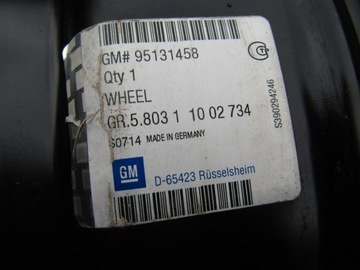 GM# 95131458
Qty 1
WHEEL
GR.5.803 1 10 02 734
S0714 MADE IN GERMANY
GM
D-65423 Rüsselsheim
S390294246